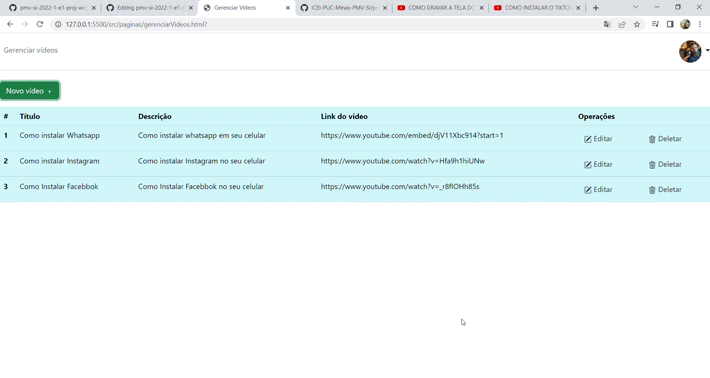 pmv-si-2022-1-e1-proj-we
Editing pmv-si-2022-1-e1-
Gerenciar Vídeos
ICEI-PUC-Minas-PMV-SI/p
COMO GRAVAR A TELA DO
COMO INSTALAR O TIKTOK
127.0.0.1:5500/src/paginas/gerenciarVideos.html?
Gerenciar vídeos
Novo vídeo +
# Título Descrição Link do vídeo Operações
1 Como instalar Whatsapp Como instalar whatsapp em seu celular https://www.youtube.com/embed/djV11Xbc914?start=1 Editar Deletar
2 Como instalar Instagram Como instalar Instagram no seu celular https://www.youtube.com/watch?v=Hfa9h1hiUNw Editar Deletar
3 Como Instalar Facebbok Como Instalar Facebbok no seu celular https://www.youtube.com/watch?v=_r8flOHh85s Editar Deletar